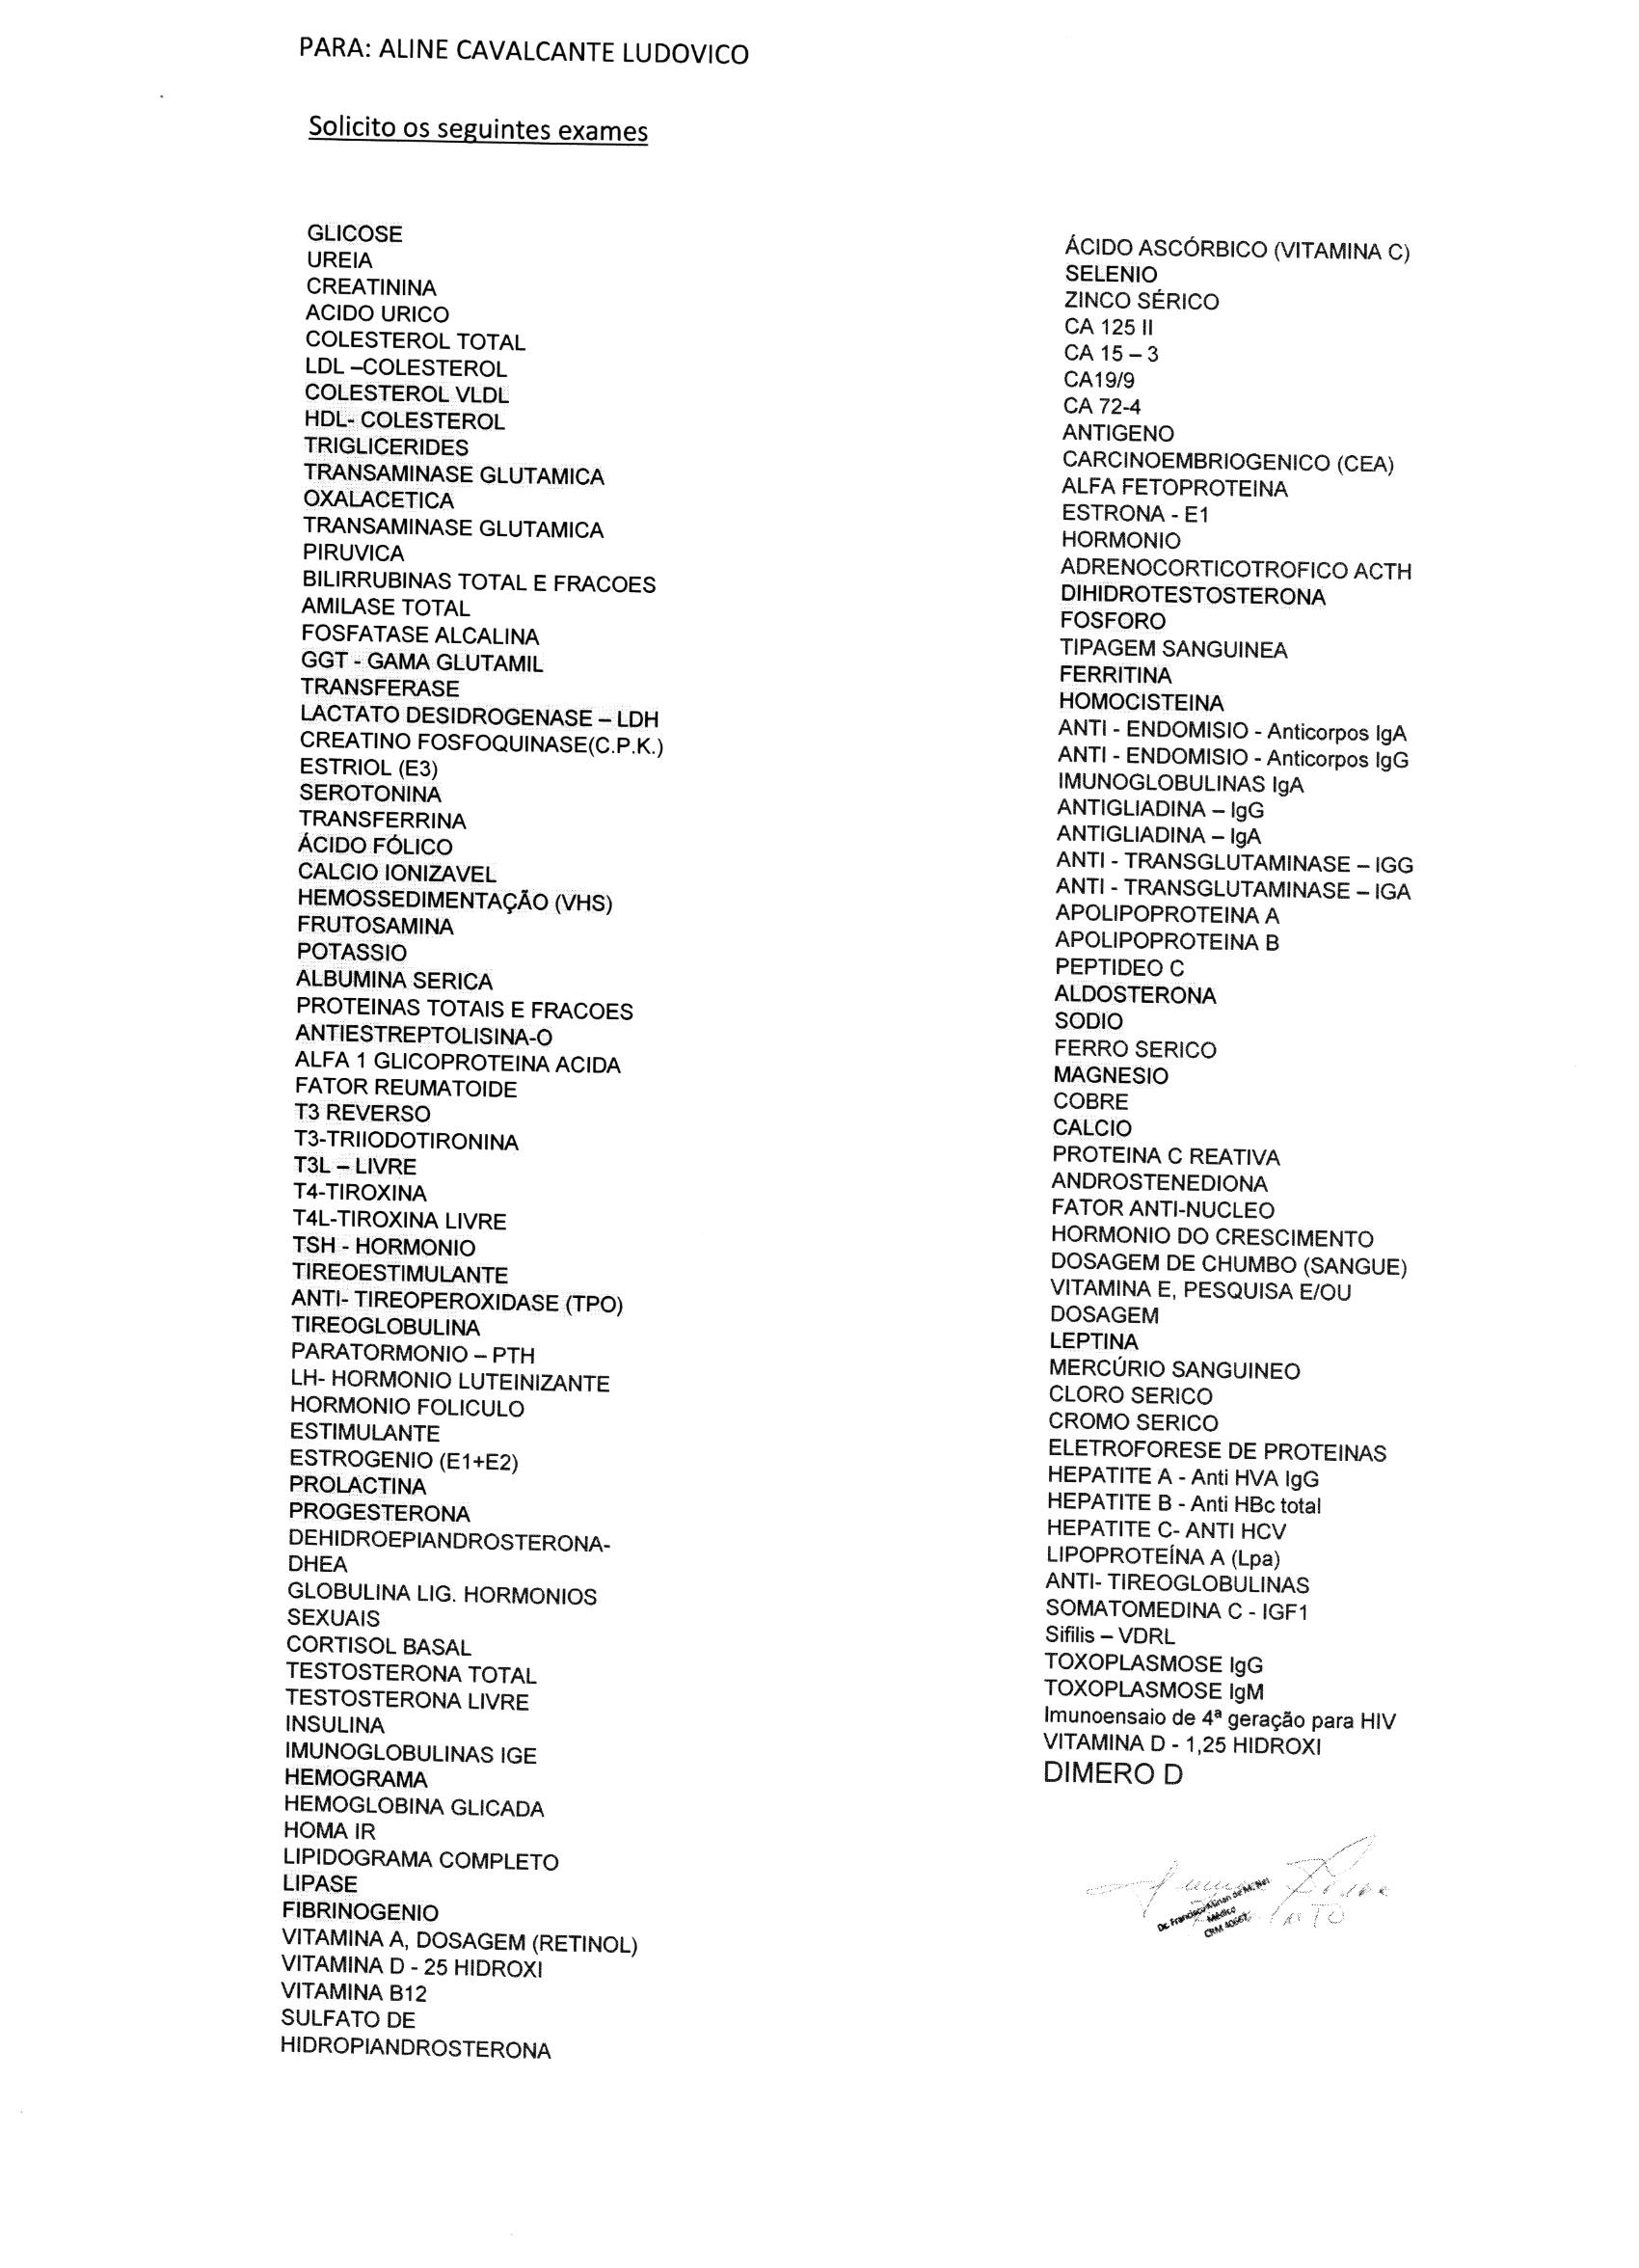 PARA: ALINE CAVALCANTE LUDOVICO
Solicito os seguintes exames
GLICOSE
UREIA
CREATININA
ACIDO URICO
COLESTEROL TOTAL
LDL –COLESTEROL
COLESTEROL VLDL
HDL- COLESTEROL
TRIGLICERIDES
TRANSAMINASE GLUTAMICA
OXALACETICA
TRANSAMINASE GLUTAMICA
PIRUVICA
BILIRRUBINAS TOTAL E FRACOES
AMILASE TOTAL
FOSFATASE ALCALINA
GGT - GAMA GLUTAMIL
TRANSFERASE
LACTATO DESIDROGENASE – LDH
CREATINO FOSFOQUINASE(C.P.K.)
ESTRIOL (E3)
SEROTONINA
TRANSFERRINA
ÁCIDO FÓLICO
CALCIO IONIZAVEL
HEMOSSEDIMENTAÇÃO (VHS)
FRUTOSAMINA
POTASSIO
ALBUMINA SERICA
PROTEINAS TOTAIS E FRACOES
ANTIESTREPTOLISINA-O
ALFA 1 GLICOPROTEINA ACIDA
FATOR REUMATOIDE
T3 REVERSO
T3-TRIIODOTIRONINA
T3L – LIVRE
T4-TIROXINA
T4L-TIROXINA LIVRE
TSH - HORMONIO
TIREOESTIMULANTE
ANTI- TIREOPEROXIDASE (TPO)
TIREOGLOBULINA
PARATORMONIO – PTH
LH- HORMONIO LUTEINIZANTE
HORMONIO FOLICULO
ESTIMULANTE
ESTROGENIO (E1+E2)
PROLACTINA
PROGESTERONA
DEHIDROEPIANDROSTERONA-
DHEA
GLOBULINA LIG. HORMONIOS
SEXUAIS
CORTISOL BASAL
TESTOSTERONA TOTAL
TESTOSTERONA LIVRE
INSULINA
IMUNOGLOBULINAS IGE
HEMOGRAMA
HEMOGLOBINA GLICADA
HOMA IR
LIPIDOGRAMA COMPLETO
LIPASE
FIBRINOGENIO
VITAMINA A, DOSAGEM (RETINOL)
VITAMINA D - 25 HIDROXI
VITAMINA B12
SULFATO DE
HIDROPIANDROSTERONA
ÁCIDO ASCÓRBICO (VITAMINA C)
SELENIO
ZINCO SÉRICO
CA 125 II
CA 15 – 3
CA19/9
CA 72-4
ANTIGENO
CARCINOEMBRIOGENICO (CEA)
ALFA FETOPROTEINA
ESTRONA - E1
HORMONIO
ADRENOCORTICOTROFICO ACTH
DIHIDROTESTOSTERONA
FOSFORO
TIPAGEM SANGUINEA
FERRITINA
HOMOCISTEINA
ANTI - ENDOMISIO - Anticorpos IgA
ANTI - ENDOMISIO - Anticorpos IgG
IMUNOGLOBULINAS IgA
ANTIGLIADINA – IgG
ANTIGLIADINA – IgA
ANTI - TRANSGLUTAMINASE – IGG
ANTI - TRANSGLUTAMINASE – IGA
APOLIPOPROTEINA A
APOLIPOPROTEINA B
PEPTIDEO C
ALDOSTERONA
SODIO
FERRO SERICO
MAGNESIO
COBRE
CALCIO
PROTEINA C REATIVA
ANDROSTENEDIONA
FATOR ANTI-NUCLEO
HORMONIO DO CRESCIMENTO
DOSAGEM DE CHUMBO (SANGUE)
VITAMINA E, PESQUISA E/OU
DOSAGEM
LEPTINA
MERCÚRIO SANGUINEO
CLORO SERICO
CROMO SERICO
ELETROFORESE DE PROTEINAS
HEPATITE A - Anti HVA IgG
HEPATITE B - Anti HBc total
HEPATITE C- ANTI HCV
LIPOPROTEÍNA A (Lpa)
ANTI- TIREOGLOBULINAS
SOMATOMEDINA C - IGF1
Sifilis – VDRL
TOXOPLASMOSE IgG
TOXOPLASMOSE IgM
Imunoensaio de 4ª geração para HIV
VITAMINA D - 1,25 HIDROXI
DIMERO D
Dr. Francisco
Médico
CRM